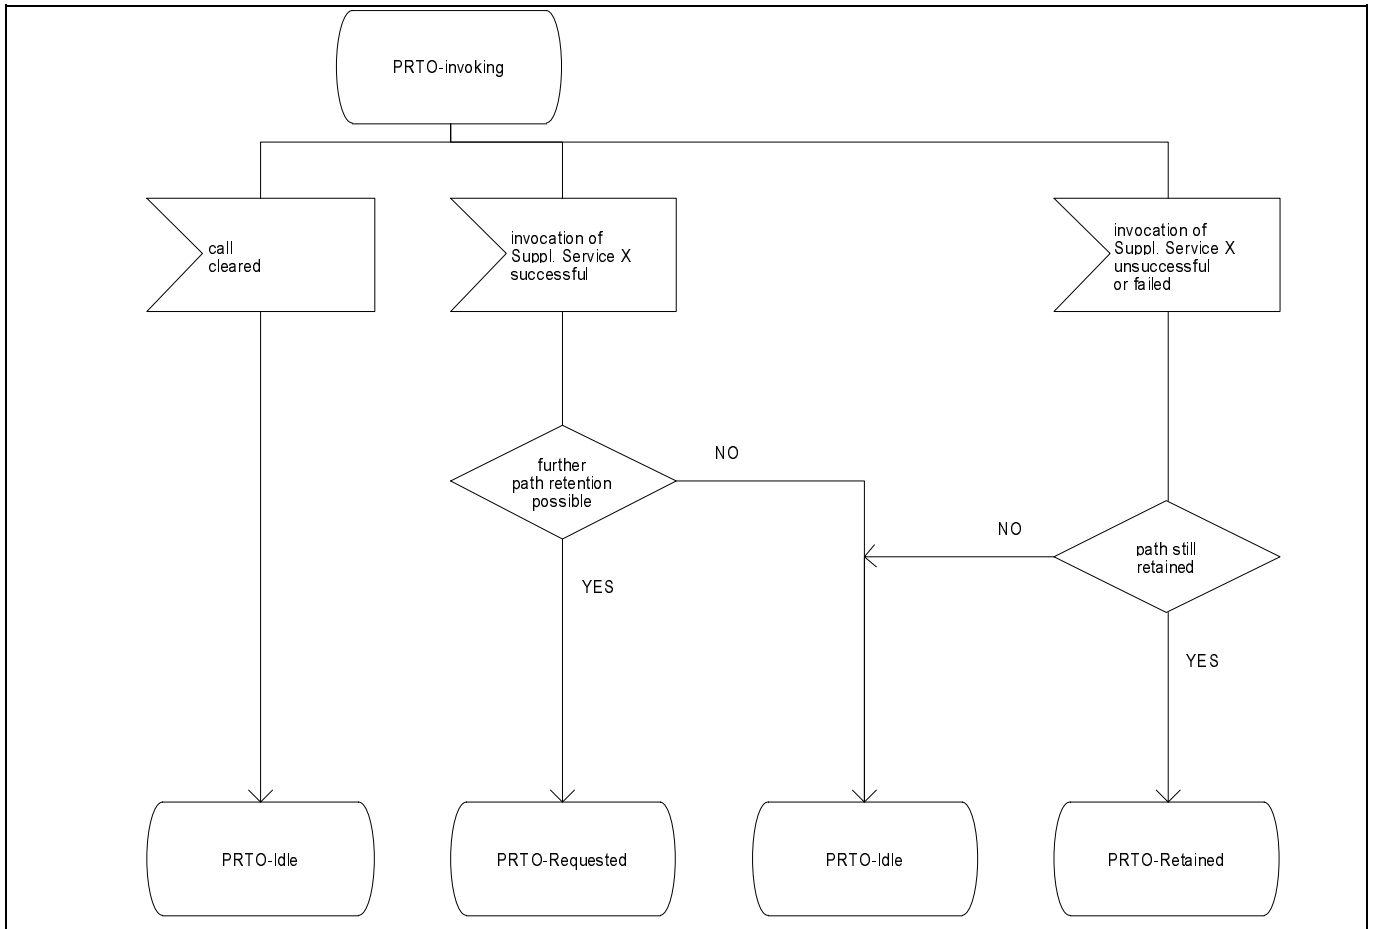 PRTO-invoking
call
cleared
invocation of
Suppl. Service X
successful
invocation of
Suppl. Service X
unsuccessful
or failed
further
path retention
possible
NO
YES
NO
path still
retained
YES
PRTO-Idle
PRTO-Requested
PRTO-Idle
PRTO-Retained